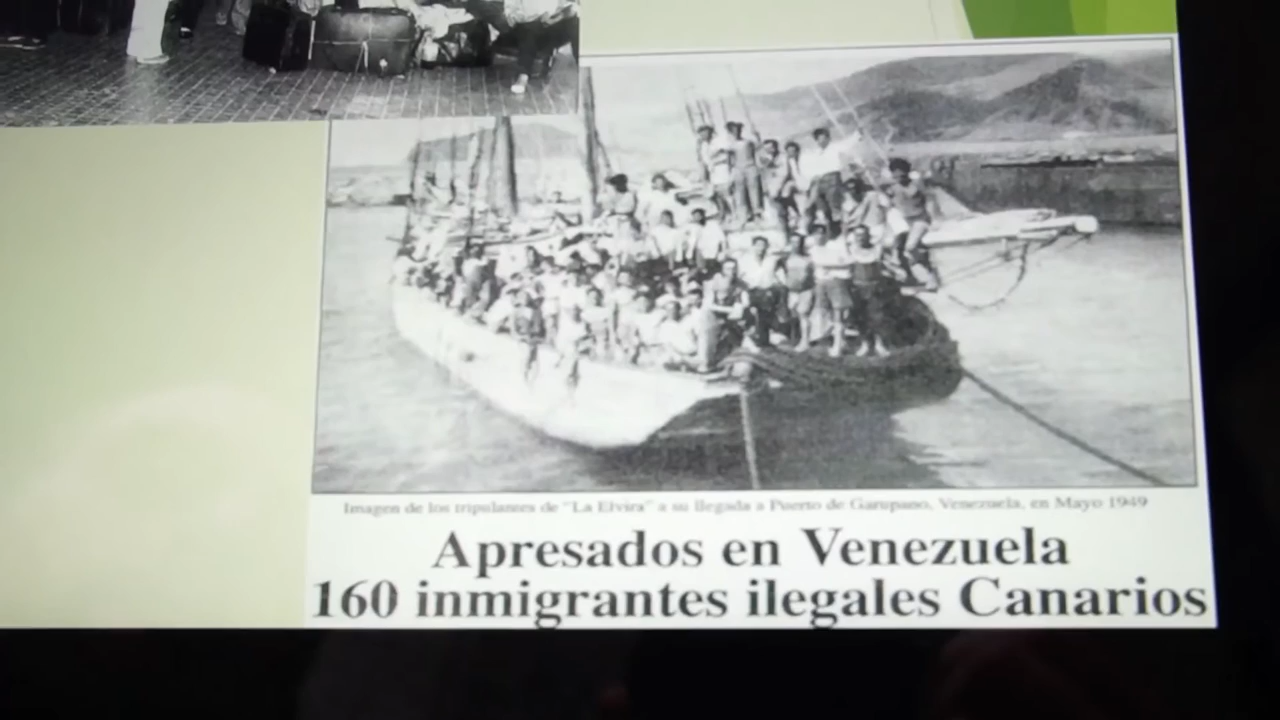 Imagen de los tripulantes de "La Elvira" a su llegada a Puerto de Garupano, Venezuela, en Mayo 1949
Apresados en Venezuela
160 inmigrantes ilegales Canarios